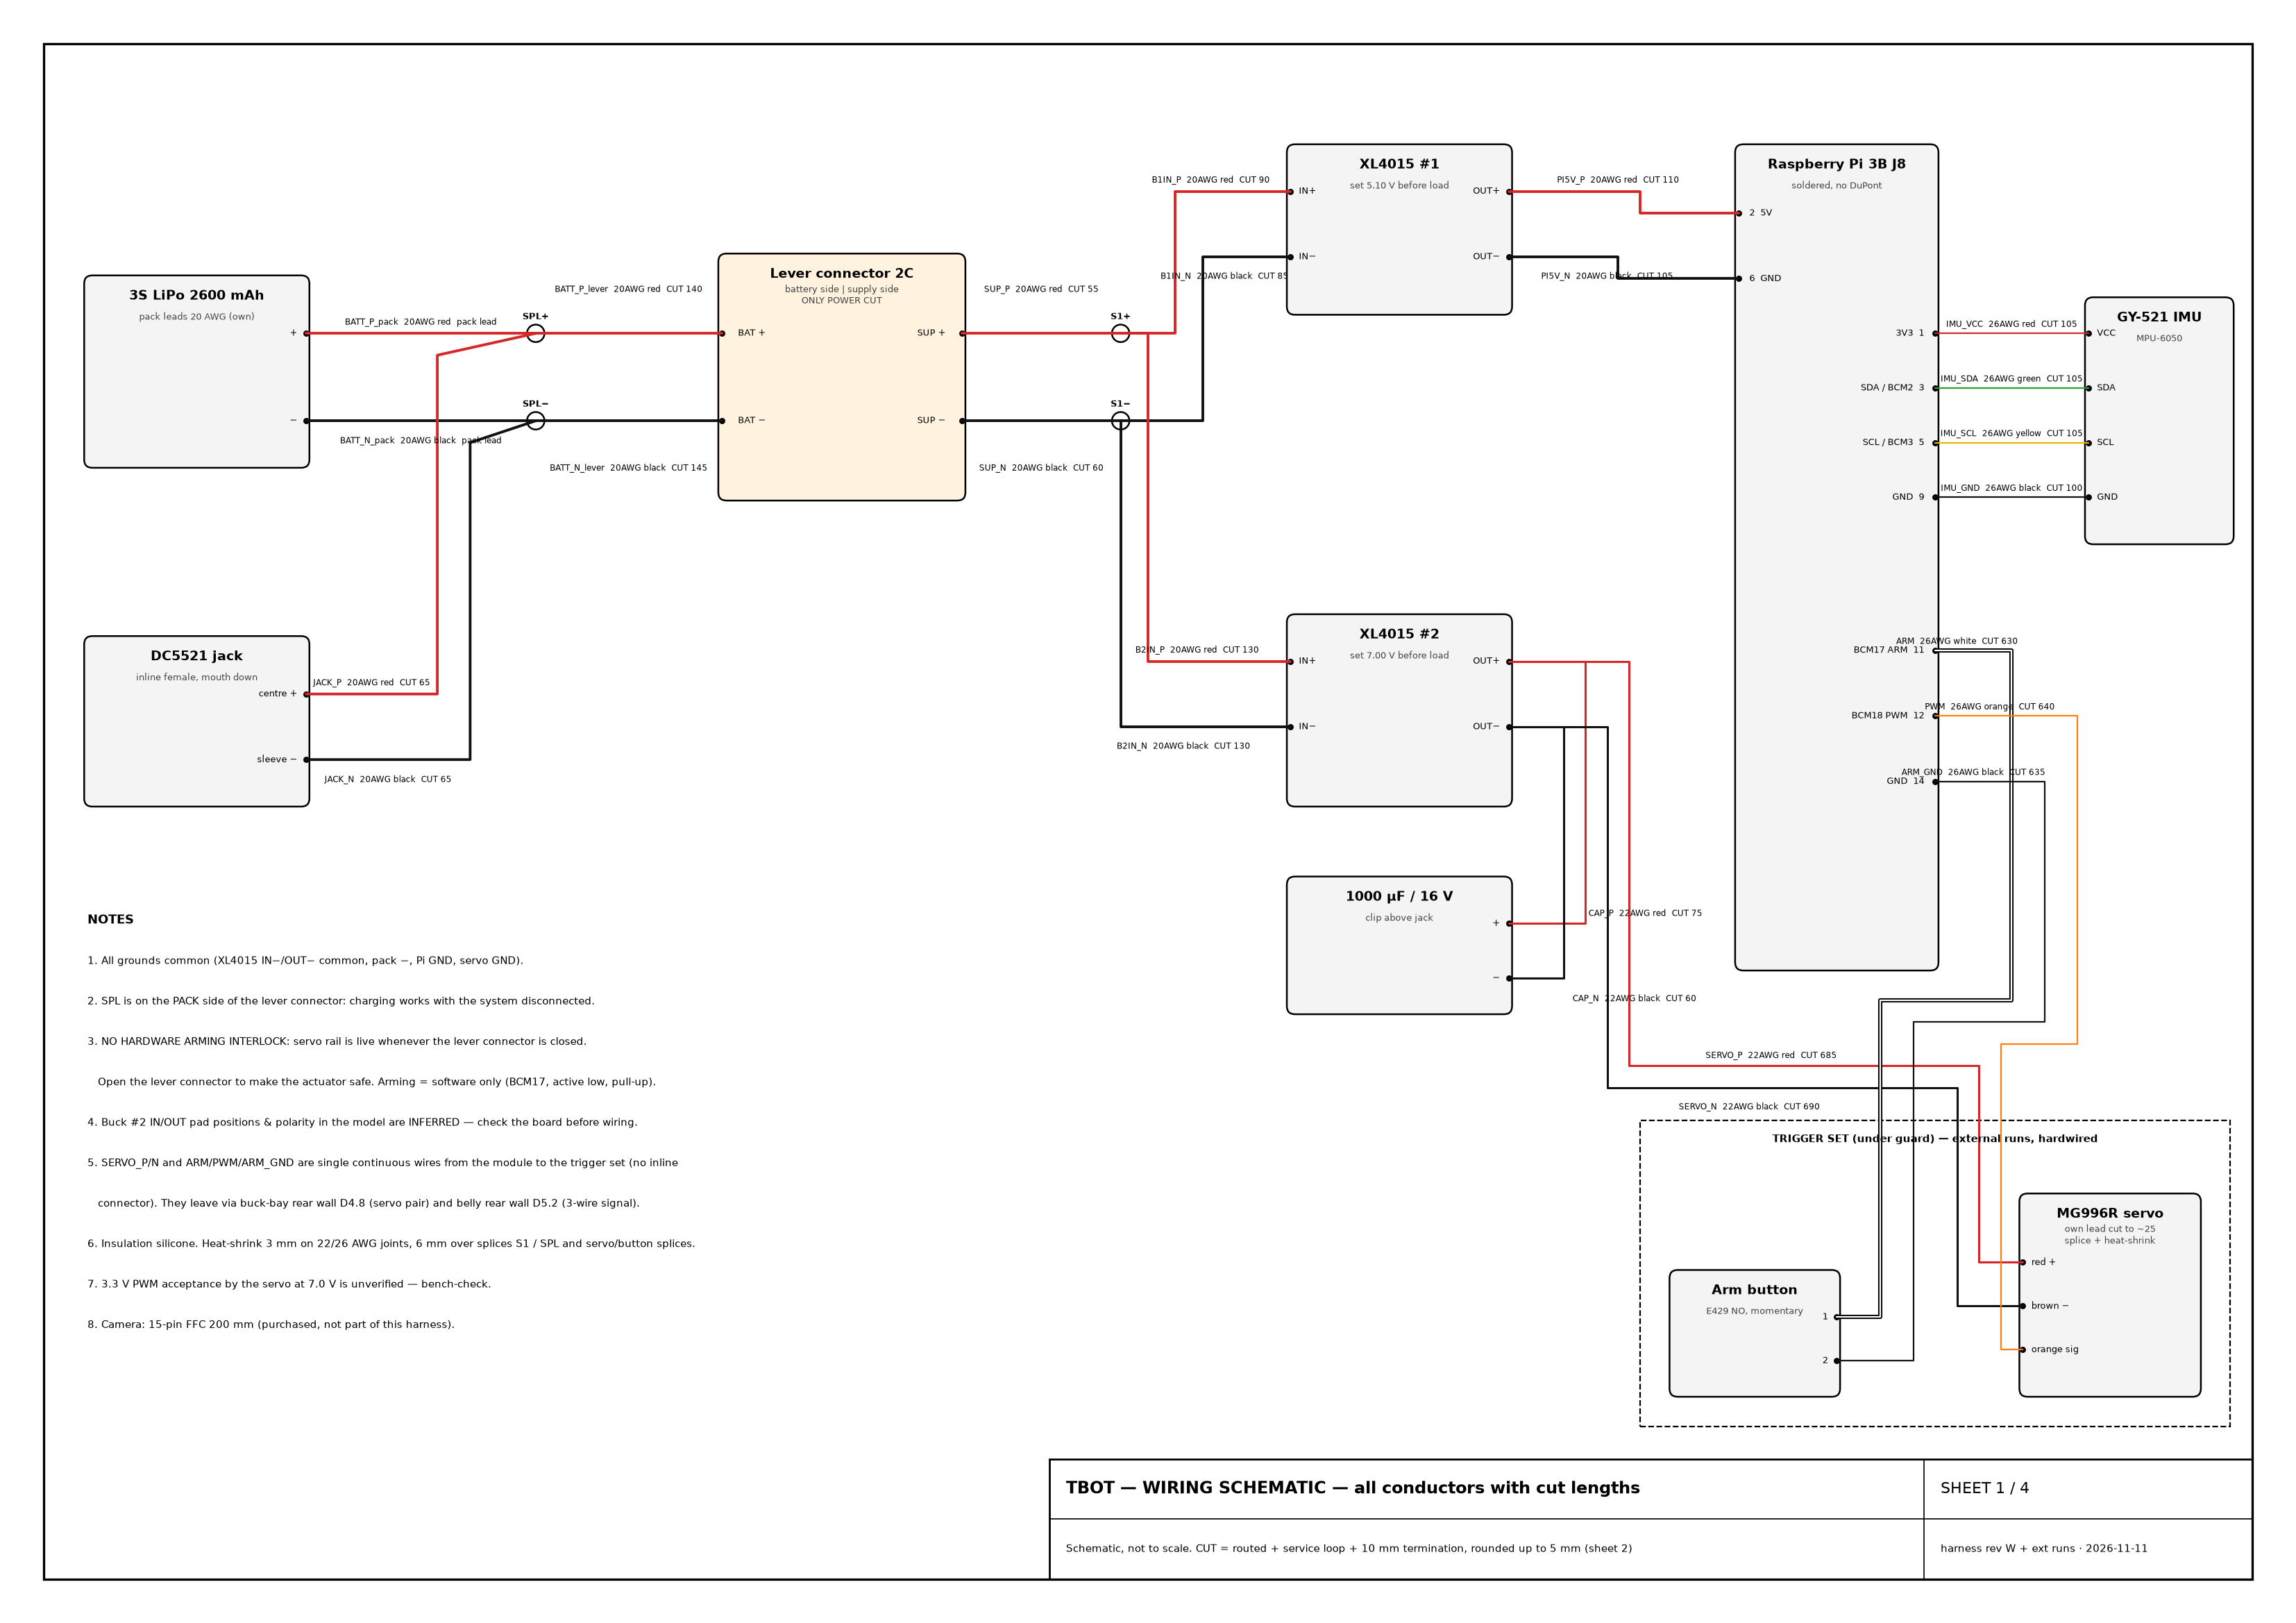 XL4015 #1
set 5.10 V before load
IN+
OUT+
IN−
OUT−
B1IN_P  20AWG red  CUT 90
B1IN_N  20AWG black  CUT 85
PI5V_P  20AWG red  CUT 110
PI5V_N  20AWG black  CUT 105
Raspberry Pi 3B J8
soldered, no DuPont
2  5V
6  GND
3V3  1
SDA / BCM2  3
SCL / BCM3  5
GND  9
BCM17 ARM  11
BCM18 PWM  12
GND  14
3S LiPo 2600 mAh
pack leads 20 AWG (own)
+
−
BATT_P_pack  20AWG red  pack lead
BATT_N_pack  20AWG black  pack lead
SPL+
SPL−
BATT_P_lever  20AWG red  CUT 140
BATT_N_lever  20AWG black  CUT 145
Lever connector 2C
battery side | supply side
ONLY POWER CUT
BAT +
SUP +
BAT −
SUP −
SUP_P  20AWG red  CUT 55
SUP_N  20AWG black  CUT 60
S1+
S1−
IMU_VCC  26AWG red  CUT 105
IMU_SDA  26AWG green  CUT 105
IMU_SCL  26AWG yellow  CUT 105
IMU_GND  26AWG black  CUT 100
GY-521 IMU
MPU-6050
VCC
SDA
SCL
GND
DC5521 jack
inline female, mouth down
centre +
sleeve −
JACK_P  20AWG red  CUT 65
JACK_N  20AWG black  CUT 65
XL4015 #2
set 7.00 V before load
IN+
OUT+
IN−
OUT−
B2IN_P  20AWG red  CUT 130
B2IN_N  20AWG black  CUT 130
ARM  26AWG white  CUT 630
PWM  26AWG orange  CUT 640
ARM_GND  26AWG black  CUT 635
1000 µF / 16 V
clip above jack
+
−
CAP_P  22AWG red  CUT 75
CAP_N  22AWG black  CUT 60
SERVO_P  22AWG red  CUT 685
SERVO_N  22AWG black  CUT 690
TRIGGER SET (under guard) — external runs, hardwired
MG996R servo
own lead cut to ~25
splice + heat-shrink
red +
brown −
orange sig
Arm button
E429 NO, momentary
1
2
NOTES
1. All grounds common (XL4015 IN−/OUT− common, pack −, Pi GND, servo GND).
2. SPL is on the PACK side of the lever connector: charging works with the system disconnected.
3. NO HARDWARE ARMING INTERLOCK: servo rail is live whenever the lever connector is closed.
Open the lever connector to make the actuator safe. Arming = software only (BCM17, active low, pull-up).
4. Buck #2 IN/OUT pad positions & polarity in the model are INFERRED — check the board before wiring.
5. SERVO_P/N and ARM/PWM/ARM_GND are single continuous wires from the module to the trigger set (no inline
connector). They leave via buck-bay rear wall D4.8 (servo pair) and belly rear wall D5.2 (3-wire signal).
6. Insulation silicone. Heat-shrink 3 mm on 22/26 AWG joints, 6 mm over splices S1 / SPL and servo/button splices.
7. 3.3 V PWM acceptance by the servo at 7.0 V is unverified — bench-check.
8. Camera: 15-pin FFC 200 mm (purchased, not part of this harness).
TBOT — WIRING SCHEMATIC — all conductors with cut lengths
SHEET 1 / 4
Schematic, not to scale. CUT = routed + service loop + 10 mm termination, rounded up to 5 mm (sheet 2)
harness rev W + ext runs · 2026-11-11